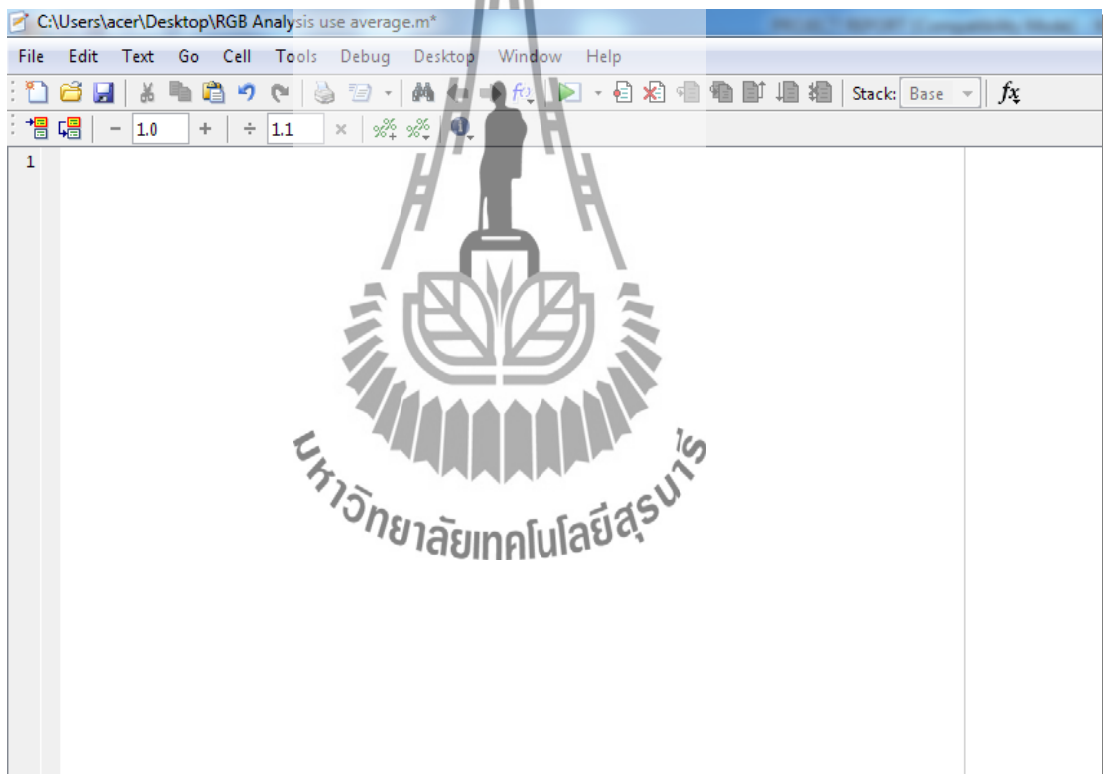 C:\Users\acer\Desktop\RGB Analysis use average.m*
File Edit Text Go Cell Tools Debug Desktop Window Help
Stack: Base fx
− 1.0 + ÷ 1.1 ×
1
มหาวิทยาลัยเทคโนโลยีสุรนารี